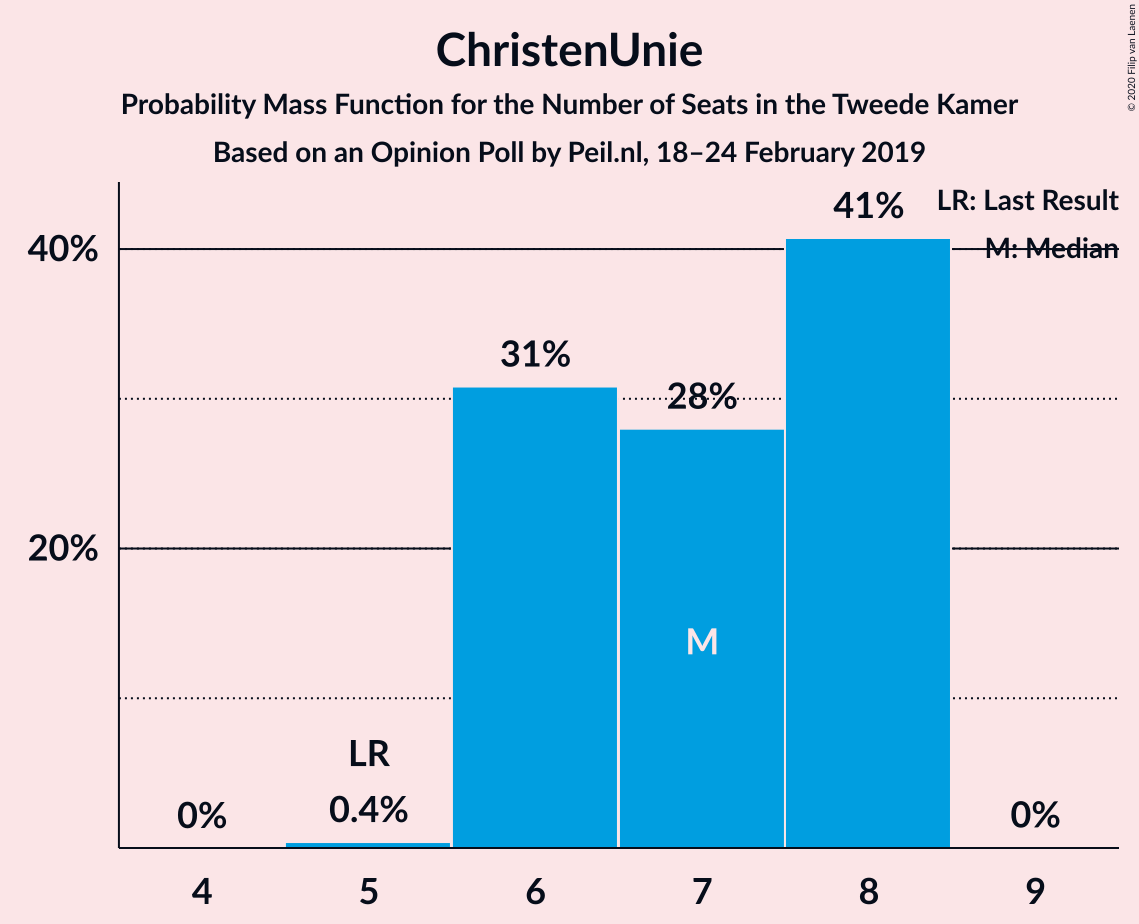 ChristenUnie
Probability Mass Function for the Number of Seats in the Tweede Kamer
Based on an Opinion Poll by Peil.nl, 18–24 February 2019
© 2020 Filip van Laenen
LR: Last Result
M: Median
40%
20%
0%
LR
0.4%
31%
28%
M
41%
0%
4 5 6 7 8 9